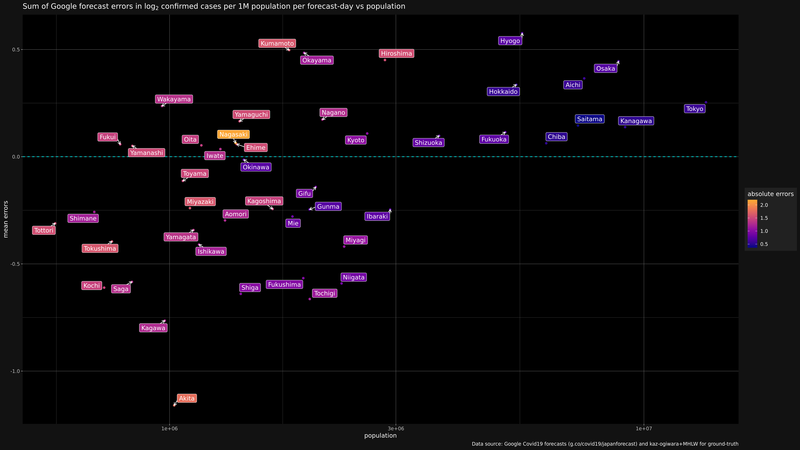 Sum of Google forecast errors in log₂ confirmed cases per 1M population per forecast-day vs population
Hyogo
Kumamoto
Hiroshima
Okayama
0.5
Osaka
Aichi
Hokkaido
Wakayama
Tokyo
Nagano
Yamaguchi
Saitama
Kanagawa
Nagasaki
Fukui
Oita
Kyoto
Shizuoka
Fukuoka
Chiba
Ehime
Yamanashi
Iwato
0.0
Okinawa
Toyama
Gifu
absolute errors
2.0
1.5
1.0
0.5
Miyazaki
Kagoshima
Gunma
Shimane
Aomori
Ibaraki
Mie
Tottori
Yamagata
Miyagi
Tokushima
Ishikawa
-0.5
Niigata
Kochi
Saga
Shiga
Fukushima
Tochigi
Kagawa
-1.0
Akita
mean errors
1e+06
3e+06
1e+07
population
Data source: Google Covid19 forecasts (g.co/covid19/japanforecast) and kaz-ogiwara+MHLW for ground-truth